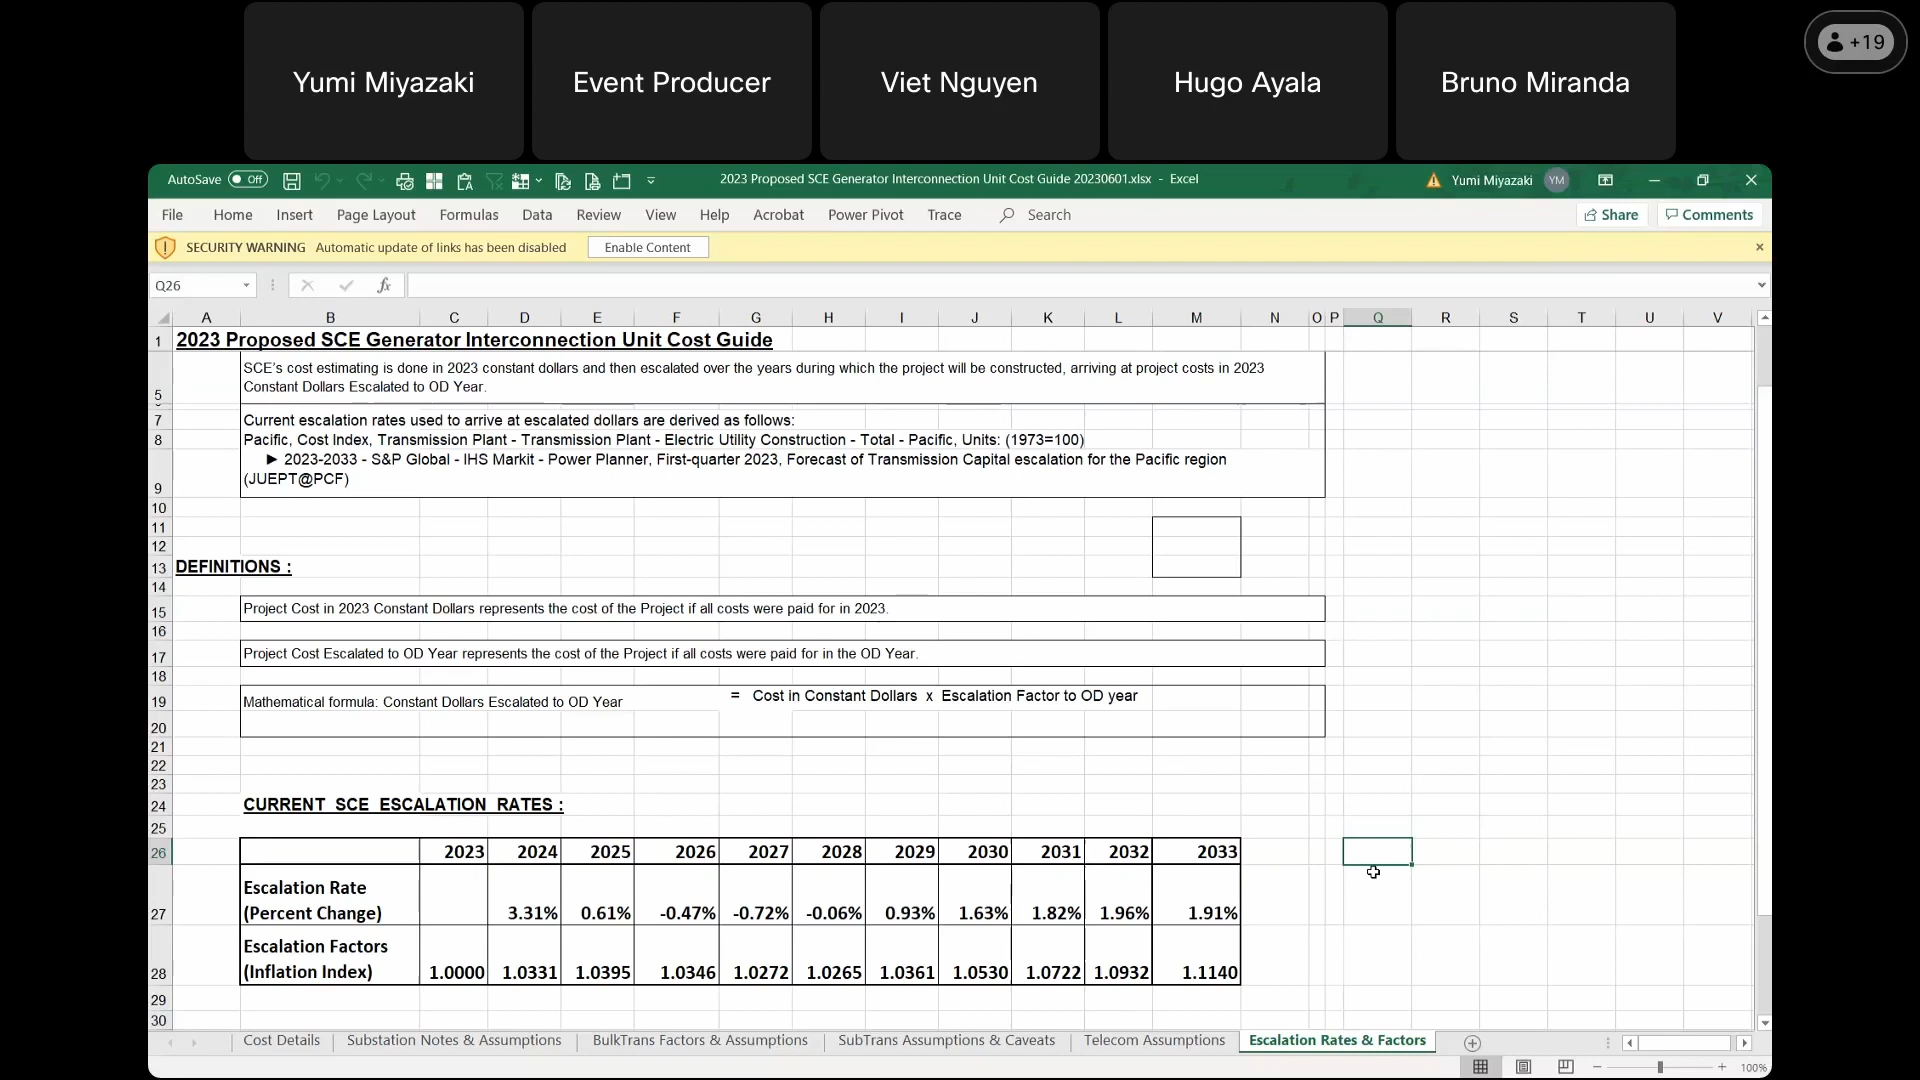 Yumi Miyazaki
Event Producer
Viet Nguyen
Hugo Ayala
Bruno Miranda
+19
AutoSave Off
2023 Proposed SCE Generator Interconnection Unit Cost Guide 20230601.xlsx - Excel
Yumi Miyazaki YM
File Home Insert Page Layout Formulas Data Review View Help Acrobat Power Pivot Trace Search Share Comments
SECURITY WARNING Automatic update of links has been disabled Enable Content
Q26 fx
A B C D E F G H I J K L M N O P Q R S T U V
1 2023 Proposed SCE Generator Interconnection Unit Cost Guide
SCE's cost estimating is done in 2023 constant dollars and then escalated over the years during which the project will be constructed, arriving at project costs in 2023
5 Constant Dollars Escalated to OD Year.
7 Current escalation rates used to arrive at escalated dollars are derived as follows:
8 Pacific, Cost Index, Transmission Plant - Transmission Plant - Electric Utility Construction - Total - Pacific, Units: (1973=100)
► 2023-2033 - S&P Global - IHS Markit - Power Planner, First-quarter 2023, Forecast of Transmission Capital escalation for the Pacific region
9 (JUEPT@PCF)
10
11
12
13 DEFINITIONS :
14
15 Project Cost in 2023 Constant Dollars represents the cost of the Project if all costs were paid for in 2023.
16
17 Project Cost Escalated to OD Year represents the cost of the Project if all costs were paid for in the OD Year.
18
19 Mathematical formula: Constant Dollars Escalated to OD Year = Cost in Constant Dollars x Escalation Factor to OD year
20
21
22
23
24 CURRENT SCE ESCALATION RATES :
25
26 2023 2024 2025 2026 2027 2028 2029 2030 2031 2032 2033
Escalation Rate
27 (Percent Change) 3.31% 0.61% -0.47% -0.72% -0.06% 0.93% 1.63% 1.82% 1.96% 1.91%
Escalation Factors
28 (Inflation Index) 1.0000 1.0331 1.0395 1.0346 1.0272 1.0265 1.0361 1.0530 1.0722 1.0932 1.1140
29
30
Cost Details Substation Notes & Assumptions BulkTrans Factors & Assumptions SubTrans Assumptions & Caveats Telecom Assumptions Escalation Rates & Factors
100%